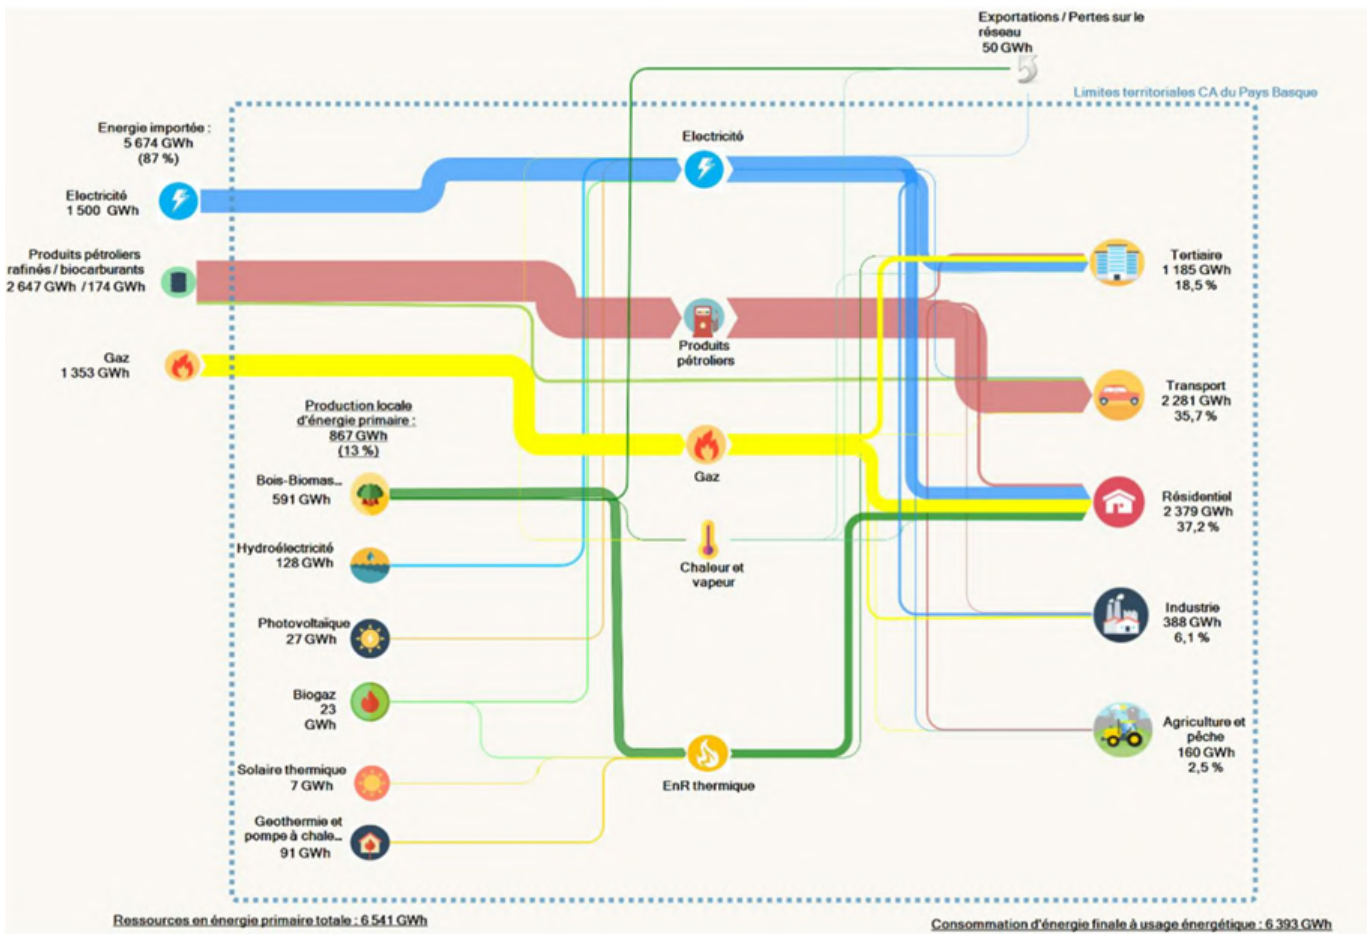 Exportations / Pertes sur le
réseau
50 GWh
Limites territoriales CA du Pays Basque
Energie importée :
5 674 GWh
(87 %)
Electricité
1 500 GWh
Produits pétroliers
rafinés / biocarburants
2 647 GWh / 174 GWh
Gaz
1 353 GWh
Production locale
d'énergie primaire :
867 GWh
(13 %)
Bois-Biomas...
591 GWh
Hydroélectricité
128 GWh
Photovoltaïque
27 GWh
Biogaz
23
GWh
Solaire thermique
7 GWh
Geothermie et
pompe à chale...
91 GWh
Electricité
Produits
pétroliers
Gaz
Chaleur et
vapeur
EnR thermique
Tertiaire
1 185 GWh
18,5 %
Transport
2 281 GWh
35,7 %
Résidentiel
2 379 GWh
37,2 %
Industrie
388 GWh
6,1 %
Agriculture et
pêche
160 GWh
2,5 %
Ressources en énergie primaire totale : 6 541 GWh
Consommation d'énergie finale à usage énergétique : 6 393 GWh